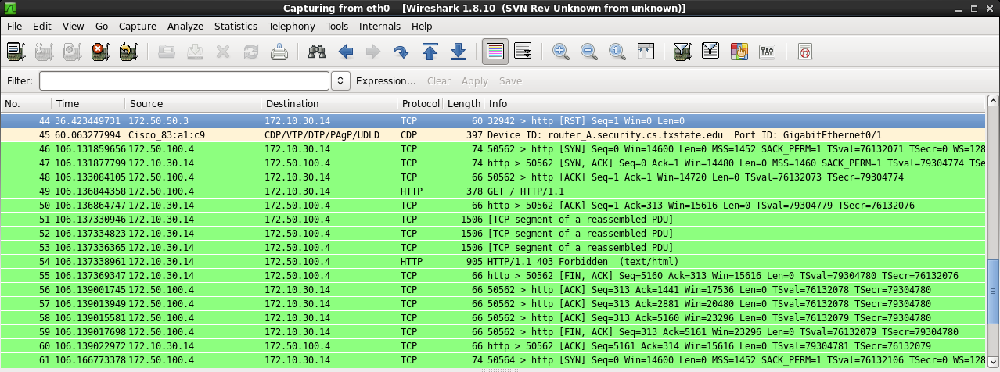 Capturing from eth0 [Wireshark 1.8.10 (SVN Rev Unknown from unknown)]
File Edit View Go Capture Analyze Statistics Telephony Tools Internals Help
Filter: Expression... Clear Apply Save
No. Time Source Destination Protocol Length Info
44 36.423449731 172.50.50.3 172.10.30.14 TCP 60 32942 > http [RST] Seq=1 Win=0 Len=0
45 60.063277994 Cisco_83:a1:c9 CDP/VTP/DTP/PAgP/UDLD CDP 397 Device ID: router_A.security.cs.txstate.edu Port ID: GigabitEthernet0/1
46 106.131859656 172.50.100.4 172.10.30.14 TCP 74 50562 > http [SYN] Seq=0 Win=14600 Len=0 MSS=1452 SACK_PERM=1 TSval=76132071 TSecr=0 WS=128
47 106.131877799 172.10.30.14 172.50.100.4 TCP 74 http > 50562 [SYN, ACK] Seq=0 Ack=1 Win=14480 Len=0 MSS=1460 SACK_PERM=1 TSval=79304774 TSe
48 106.133084105 172.50.100.4 172.10.30.14 TCP 66 50562 > http [ACK] Seq=1 Ack=1 Win=14720 Len=0 TSval=76132073 TSecr=79304774
49 106.136844358 172.50.100.4 172.10.30.14 HTTP 378 GET / HTTP/1.1
50 106.136864747 172.10.30.14 172.50.100.4 TCP 66 http > 50562 [ACK] Seq=1 Ack=313 Win=15616 Len=0 TSval=79304779 TSecr=76132076
51 106.137330946 172.10.30.14 172.50.100.4 TCP 1506 [TCP segment of a reassembled PDU]
52 106.137334823 172.10.30.14 172.50.100.4 TCP 1506 [TCP segment of a reassembled PDU]
53 106.137336365 172.10.30.14 172.50.100.4 TCP 1506 [TCP segment of a reassembled PDU]
54 106.137338961 172.10.30.14 172.50.100.4 HTTP 905 HTTP/1.1 403 Forbidden (text/html)
55 106.137369347 172.10.30.14 172.50.100.4 TCP 66 http > 50562 [FIN, ACK] Seq=5160 Ack=313 Win=15616 Len=0 TSval=79304780 TSecr=76132076
56 106.139001745 172.50.100.4 172.10.30.14 TCP 66 50562 > http [ACK] Seq=313 Ack=1441 Win=17536 Len=0 TSval=76132078 TSecr=79304780
57 106.139013949 172.50.100.4 172.10.30.14 TCP 66 50562 > http [ACK] Seq=313 Ack=2881 Win=20480 Len=0 TSval=76132078 TSecr=79304780
58 106.139015581 172.50.100.4 172.10.30.14 TCP 66 50562 > http [ACK] Seq=313 Ack=5160 Win=23296 Len=0 TSval=76132079 TSecr=79304780
59 106.139017698 172.50.100.4 172.10.30.14 TCP 66 50562 > http [FIN, ACK] Seq=313 Ack=5161 Win=23296 Len=0 TSval=76132079 TSecr=79304780
60 106.139022972 172.10.30.14 172.50.100.4 TCP 66 http > 50562 [ACK] Seq=5161 Ack=314 Win=15616 Len=0 TSval=79304781 TSecr=76132079
61 106.166773378 172.50.100.4 172.10.30.14 TCP 74 50564 > http [SYN] Seq=0 Win=14600 Len=0 MSS=1452 SACK_PERM=1 TSval=76132106 TSecr=0 WS=128